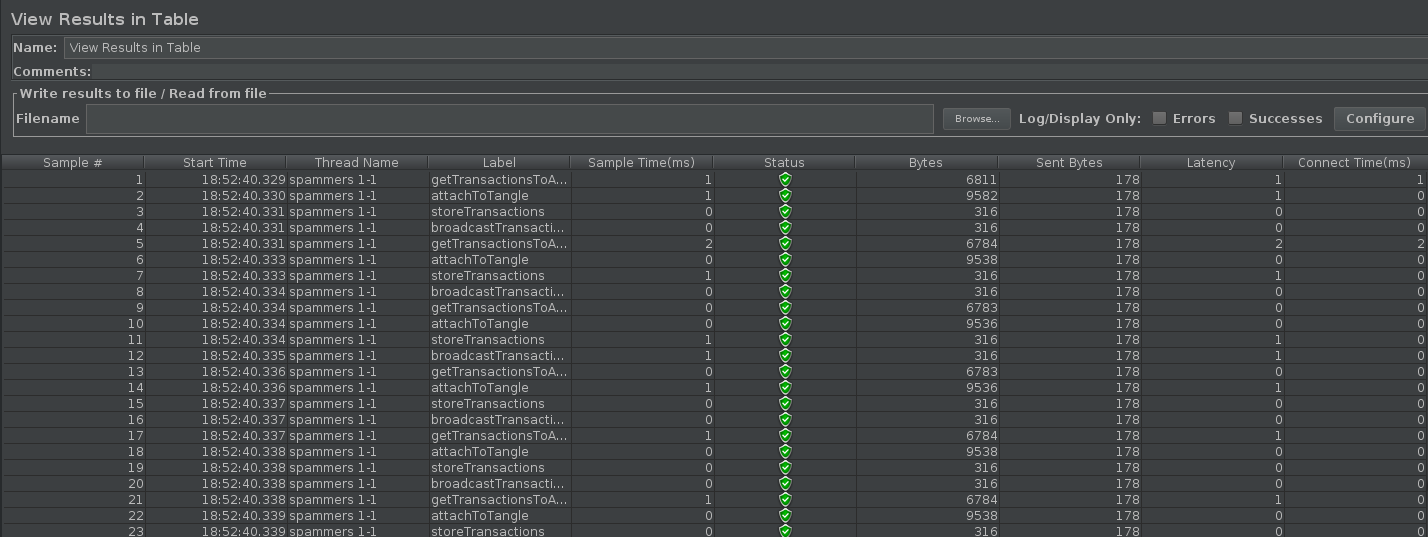 View Results in Table
Name: View Results in Table
Comments:
Write results to file / Read from file
Filename Browse... Log/Display Only: Errors Successes Configure
Sample # Start Time Thread Name Label Sample Time(ms) Status Bytes Sent Bytes Latency Connect Time(ms)
1 18:52:40.329 spammers 1-1 getTransactionsToA... 1 6811 178 1 1
2 18:52:40.330 spammers 1-1 attachToTangle 1 9582 178 1 0
3 18:52:40.331 spammers 1-1 storeTransactions 0 316 178 0 0
4 18:52:40.331 spammers 1-1 broadcastTransacti... 0 316 178 0 0
5 18:52:40.331 spammers 1-1 getTransactionsToA... 2 6784 178 2 2
6 18:52:40.333 spammers 1-1 attachToTangle 0 9538 178 0 0
7 18:52:40.333 spammers 1-1 storeTransactions 1 316 178 1 0
8 18:52:40.334 spammers 1-1 broadcastTransacti... 0 316 178 0 0
9 18:52:40.334 spammers 1-1 getTransactionsToA... 0 6783 178 0 0
10 18:52:40.334 spammers 1-1 attachToTangle 0 9536 178 0 0
11 18:52:40.334 spammers 1-1 storeTransactions 1 316 178 1 0
12 18:52:40.335 spammers 1-1 broadcastTransacti... 1 316 178 1 0
13 18:52:40.336 spammers 1-1 getTransactionsToA... 0 6783 178 0 0
14 18:52:40.336 spammers 1-1 attachToTangle 1 9536 178 1 0
15 18:52:40.337 spammers 1-1 storeTransactions 0 316 178 0 0
16 18:52:40.337 spammers 1-1 broadcastTransacti... 0 316 178 0 0
17 18:52:40.337 spammers 1-1 getTransactionsToA... 1 6784 178 1 0
18 18:52:40.338 spammers 1-1 attachToTangle 0 9538 178 0 0
19 18:52:40.338 spammers 1-1 storeTransactions 0 316 178 0 0
20 18:52:40.338 spammers 1-1 broadcastTransacti... 0 316 178 0 0
21 18:52:40.338 spammers 1-1 getTransactionsToA... 1 6784 178 1 0
22 18:52:40.339 spammers 1-1 attachToTangle 0 9538 178 0 0
23 18:52:40.339 spammers 1-1 storeTransactions 0 316 178 0 0